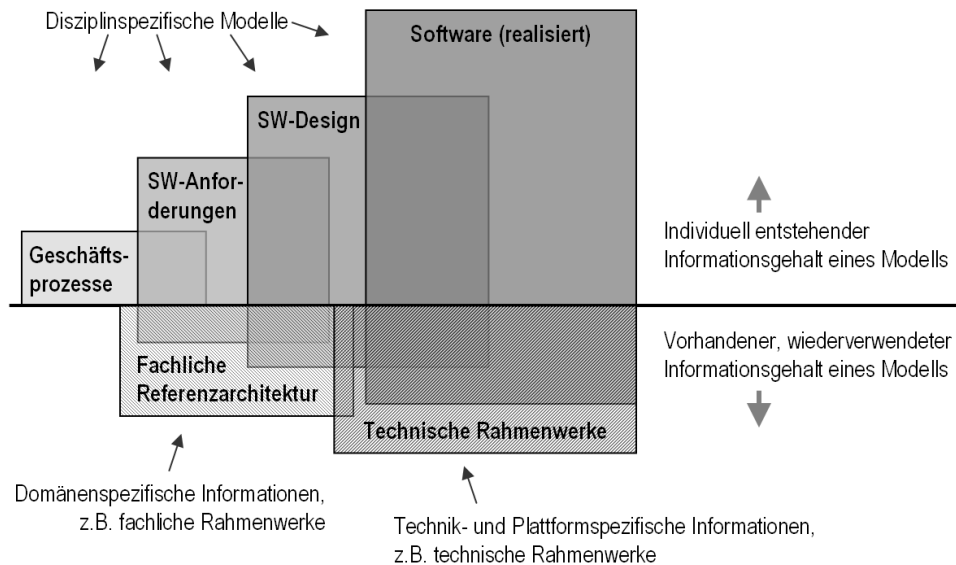 Disziplinspezifische Modelle
Software (realisiert)
SW-Design
SW-Anfor-
derungen
Geschäfts-
prozesse
Individuell entstehender
Informationsgehalt eines Modells
Vorhandener, wiederverwendeter
Informationsgehalt eines Modells
Fachliche
Referenzarchitektur
Technische Rahmenwerke
Domänenspezifische Informationen,
z.B. fachliche Rahmenwerke
Technik- und Plattformspezifische Informationen,
z.B. technische Rahmenwerke